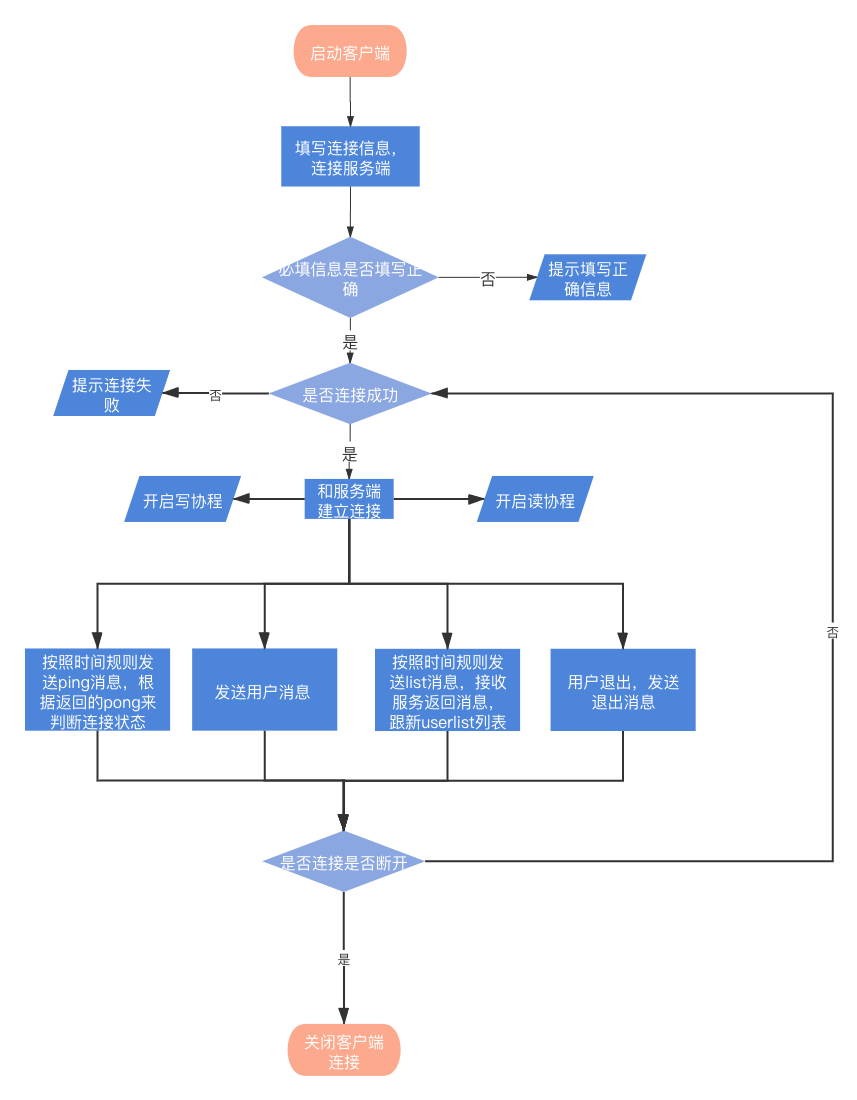 启动客户端
填写连接信息，
连接服务端
必填信息是否填写正
确
否
提示填写正
确信息
是
提示连接失
败
否
是否连接成功
是
开启写协程
和服务端
建立连接
开启读协程
按照时间规则发
送ping消息，根
据返回的pong来
判断连接状态
发送用户消息
按照时间规则发
送list消息，接收
服务返回消息，
跟新userlist列表
用户退出，发送
退出消息
否
是否连接是否断开
是
关闭客户端
连接